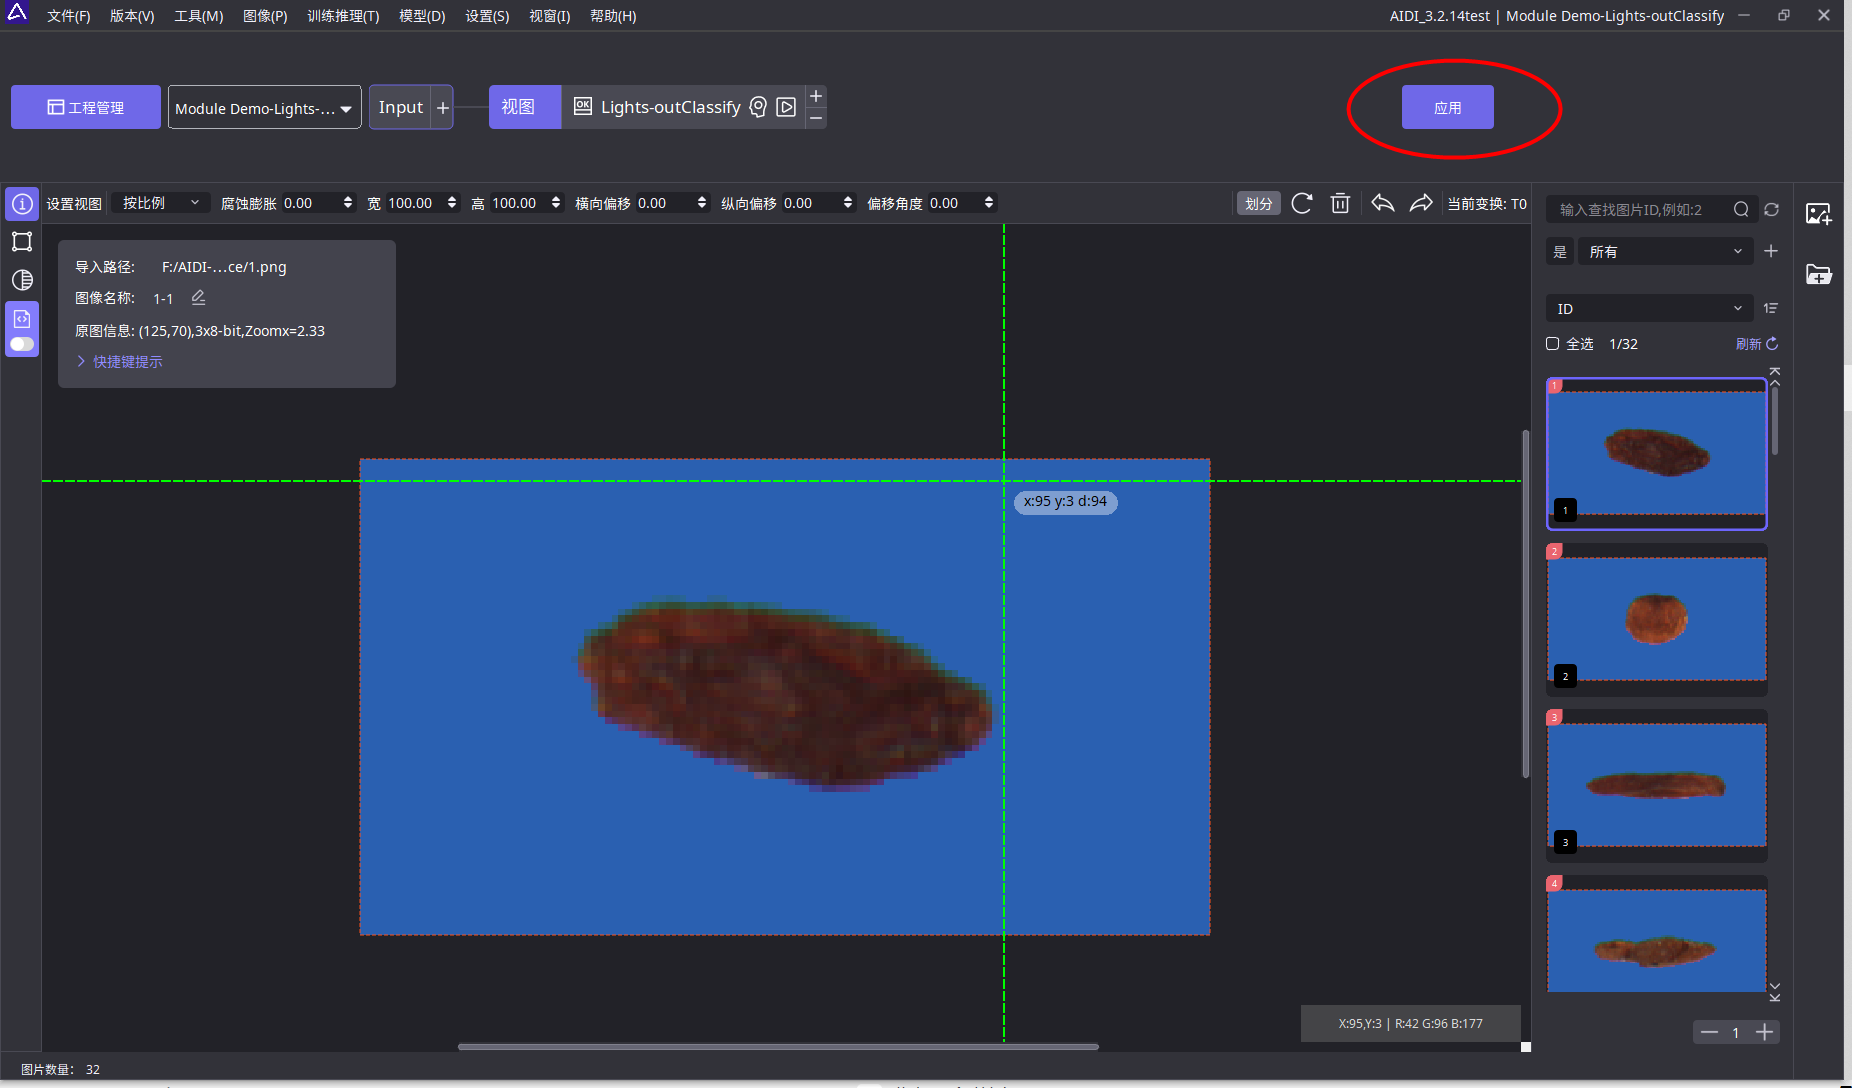 文件(F) 版本(V) 工具(M) 图像(P) 训练推理(T) 模型(D) 设置(S) 视窗(I) 帮助(H) AIDI_3.2.14test | Module Demo-Lights-outClassify
工程管理 Module Demo-Lights-... Input + 视图 OK Lights-outClassify + − 应用
设置视图 按比例 腐蚀膨胀 0.00 宽 100.00 高 100.00 横向偏移 0.00 纵向偏移 0.00 偏移角度 0.00 划分 当前变换: T0
输入查找图片ID,例如:2
是 所有 +
导入路径: F:/AIDI-...ce/1.png
图像名称: 1-1
原图信息: (125,70),3x8-bit,Zoomx=2.33
快捷键提示
ID
全选 1/32 刷新
x:95 y:3 d:94
1
1
2
2
3
3
4
X:95,Y:3 | R:42 G:96 B:177
— 1 +
图片数量: 32